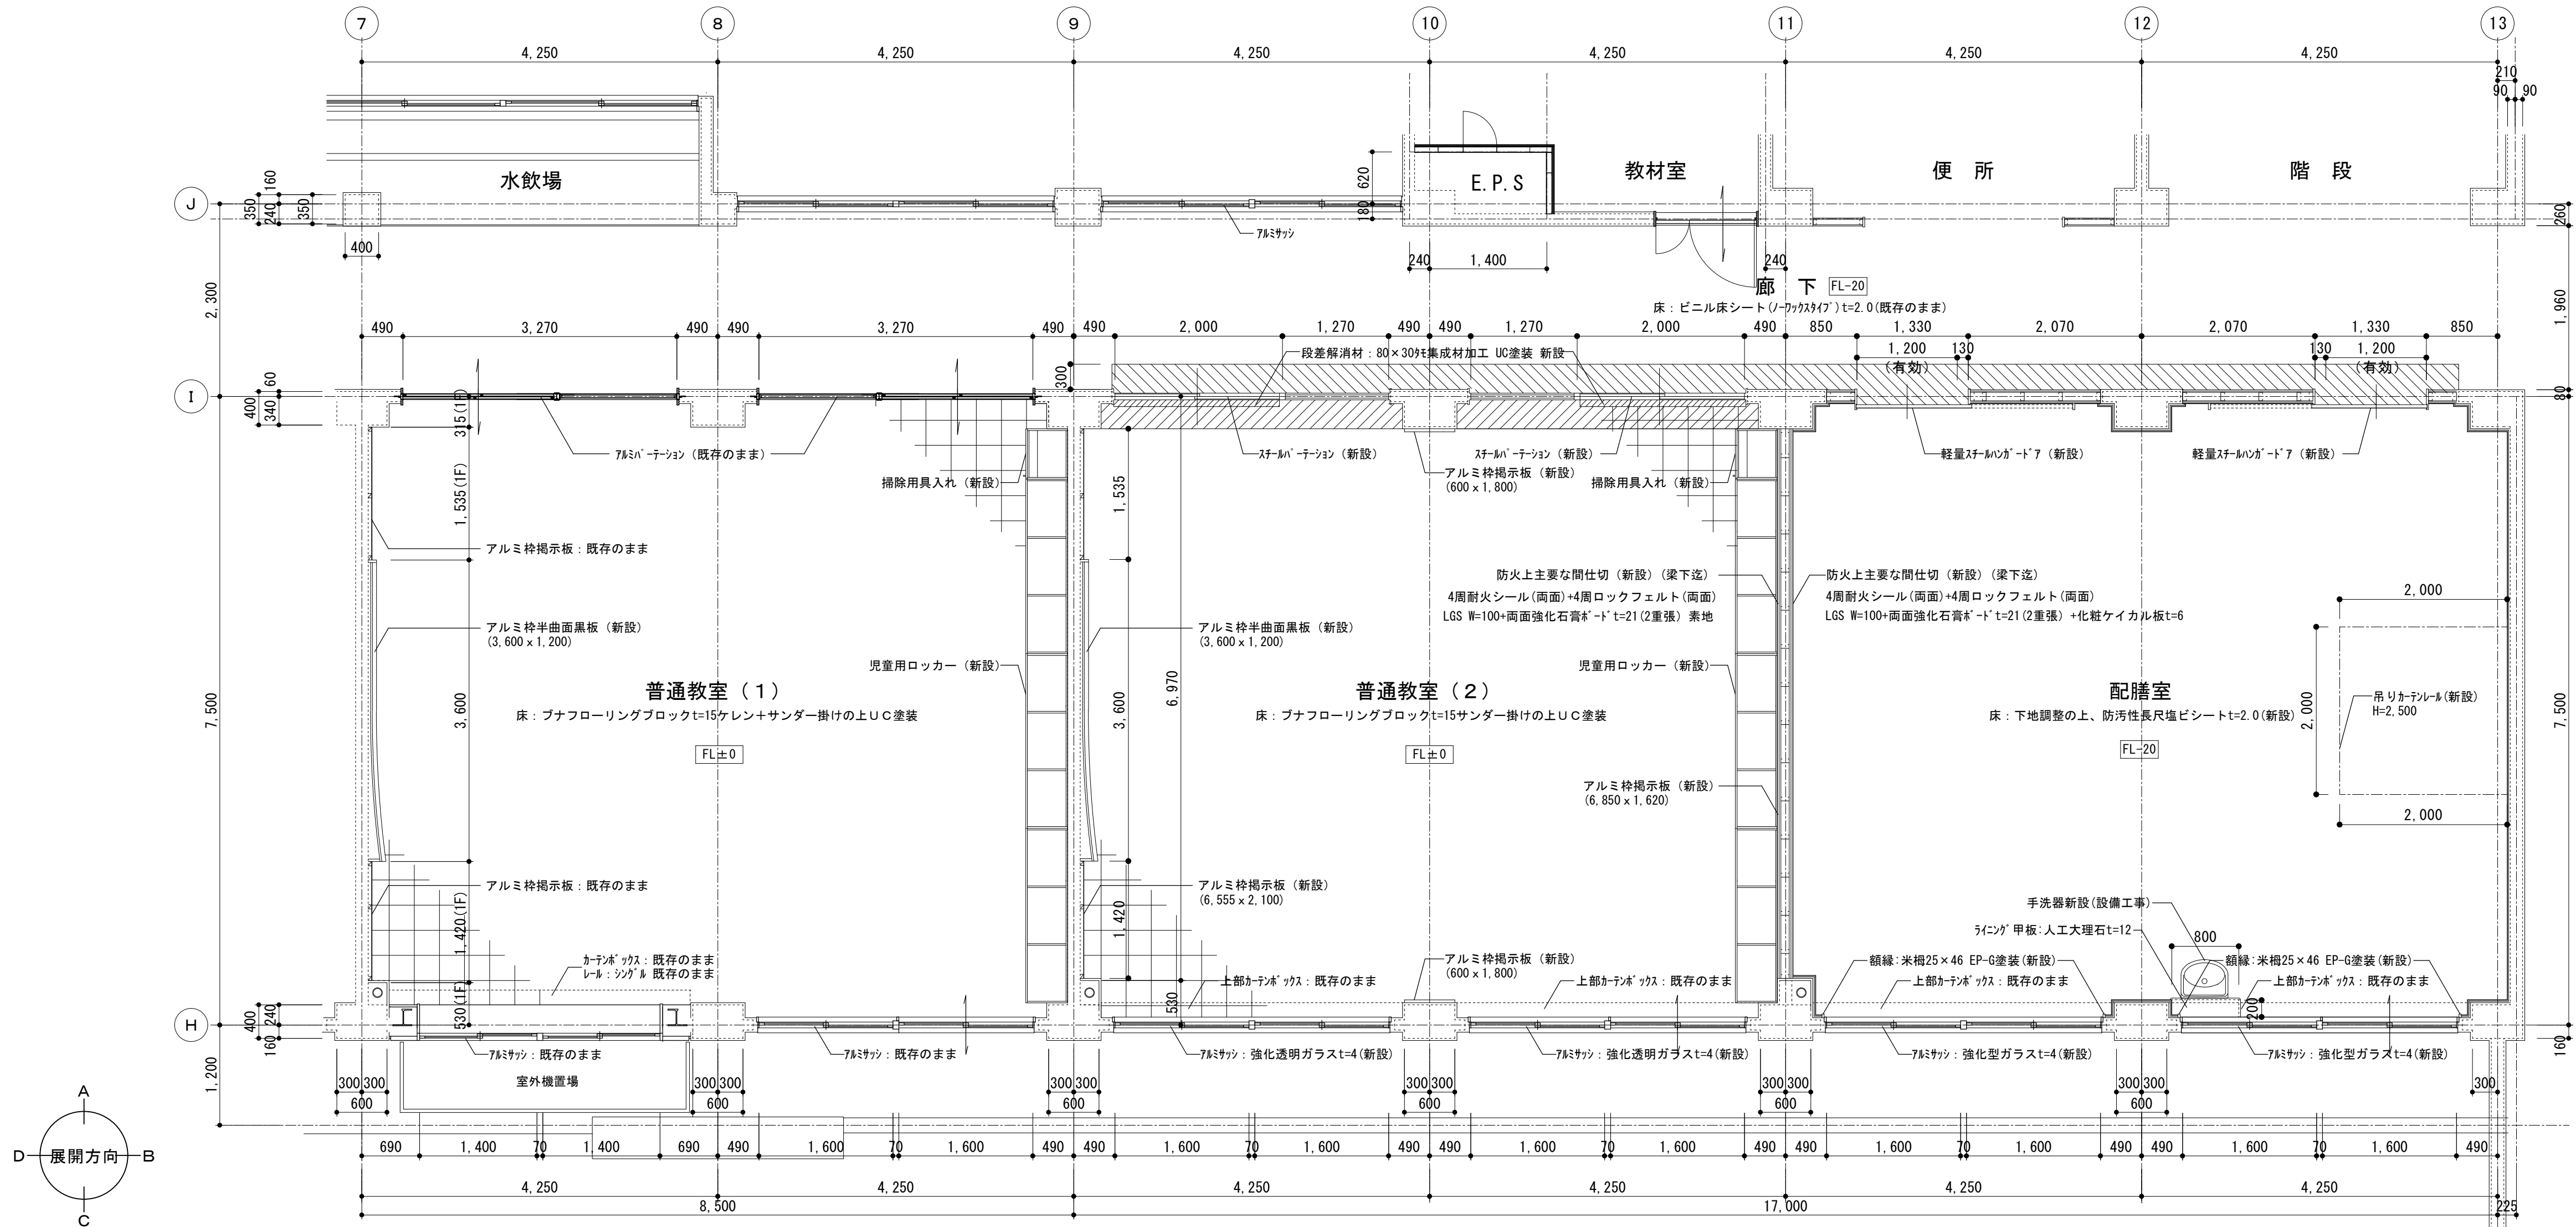 7 8 9 10 11 12 13
4,250 4,250 4,250 4,250 4,250 4,250
210
90 90
水飲場
E.P.S
教材室
便 所
階 段
J
160
350 240 350
400
620
180
260
アルミサッシ
240 1,400 240
廊 下 FL-20
床：ビニル床シート(ノーワックスタイプ)t=2.0(既存のまま)
2,300
1,960
490 3,270 490 490 3,270 490 490 2,000 1,270 490 490 1,270 2,000 490 850 1,330 2,070 2,070 1,330 850
段差解消材：80×30ﾀﾓ集成材加工 UC塗装 新設
1,200 130 130 1,200
(有効) (有効)
300
I
60
400 340
80
315(1F)
アルミパーテーション（既存のまま）
スチールパーテーション（新設）
スチールパーテーション（新設）
軽量スチールハンガードア（新設）
軽量スチールハンガードア（新設）
アルミ枠掲示板（新設）
(600ｘ1,800)
掃除用具入れ（新設）
掃除用具入れ（新設）
1,535(1F)
1,535
アルミ枠掲示板：既存のまま
防火上主要な間仕切（新設）(梁下迄)
4周耐火シール(両面)+4周ロックフェルト(両面)
LGS W=100+両面強化石膏ボードt=21(2重張) 素地
防火上主要な間仕切（新設）(梁下迄)
4周耐火シール(両面)+4周ロックフェルト(両面)
LGS W=100+両面強化石膏ボードt=21(2重張) +化粧ケイカル板t=6
2,000
アルミ枠半曲面黒板（新設）
(3,600ｘ1,200)
アルミ枠半曲面黒板（新設）
(3,600ｘ1,200)
児童用ロッカー（新設）
児童用ロッカー（新設）
7,500
3,600
3,600
6,970
2,000
7,500
普通教室（１）
床：ブナフローリングブロックt=15ケレン＋サンダー掛けの上ＵＣ塗装
FL±0
普通教室（２）
床：ブナフローリングブロックt=15サンダー掛けの上ＵＣ塗装
FL±0
配膳室
床：下地調整の上、防汚性長尺塩ビシートt=2.0(新設)
FL-20
吊りカーテンレール(新設)
H=2,500
アルミ枠掲示板（新設）
(6,850ｘ1,620)
2,000
アルミ枠掲示板：既存のまま
アルミ枠掲示板（新設）
(6,555ｘ2,100)
手洗器新設(設備工事)
ライニング甲板:人工大理石t=12
800
1,420(1F)
1,420
カーテンボックス：既存のまま
レール：シングル 既存のまま
上部カーテンボックス：既存のまま
アルミ枠掲示板（新設）
(600ｘ1,800)
上部カーテンボックス：既存のまま
額縁:米栂25×46 EP-G塗装(新設)
上部カーテンボックス：既存のまま
額縁:米栂25×46 EP-G塗装(新設)
上部カーテンボックス：既存のまま
530(1F)
530
200
H
400 240
160
160
アルミサッシ：既存のまま
アルミサッシ：既存のまま
アルミサッシ：強化透明ガラスt=4(新設)
アルミサッシ：強化透明ガラスt=4(新設)
アルミサッシ：強化型ガラスt=4(新設)
アルミサッシ：強化型ガラスt=4(新設)
室外機置場
1,200
300 300 300 300 300 300 300 300 300 300 300 300 300
600 600 600 600 600 600
690 1,400 70 1,400 690 490 1,600 70 1,600 490 490 1,600 70 1,600 490 490 1,600 70 1,600 490 490 1,600 70 1,600 490 490 1,600 70 1,600 490
4,250 4,250 4,250 4,250 4,250 4,250
8,500 17,000 225
A
D 展開方向 B
C